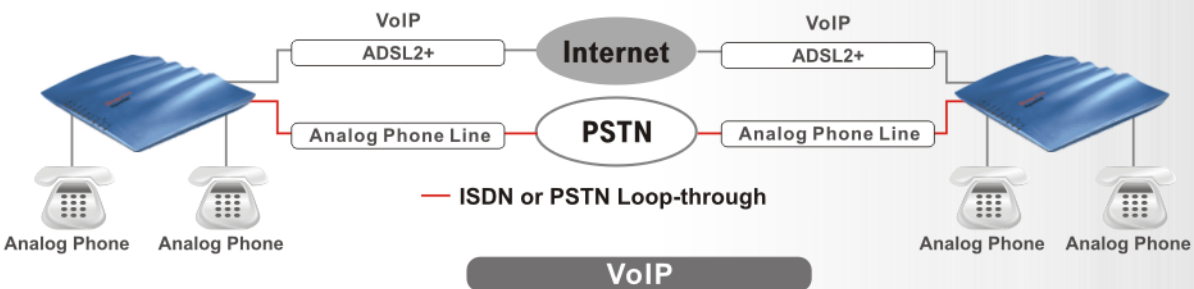 VoIP
VoIP
ADSL2+
Internet
ADSL2+
Analog Phone Line
PSTN
Analog Phone Line
ISDN or PSTN Loop-through
Analog Phone
Analog Phone
Analog Phone
Analog Phone
VoIP